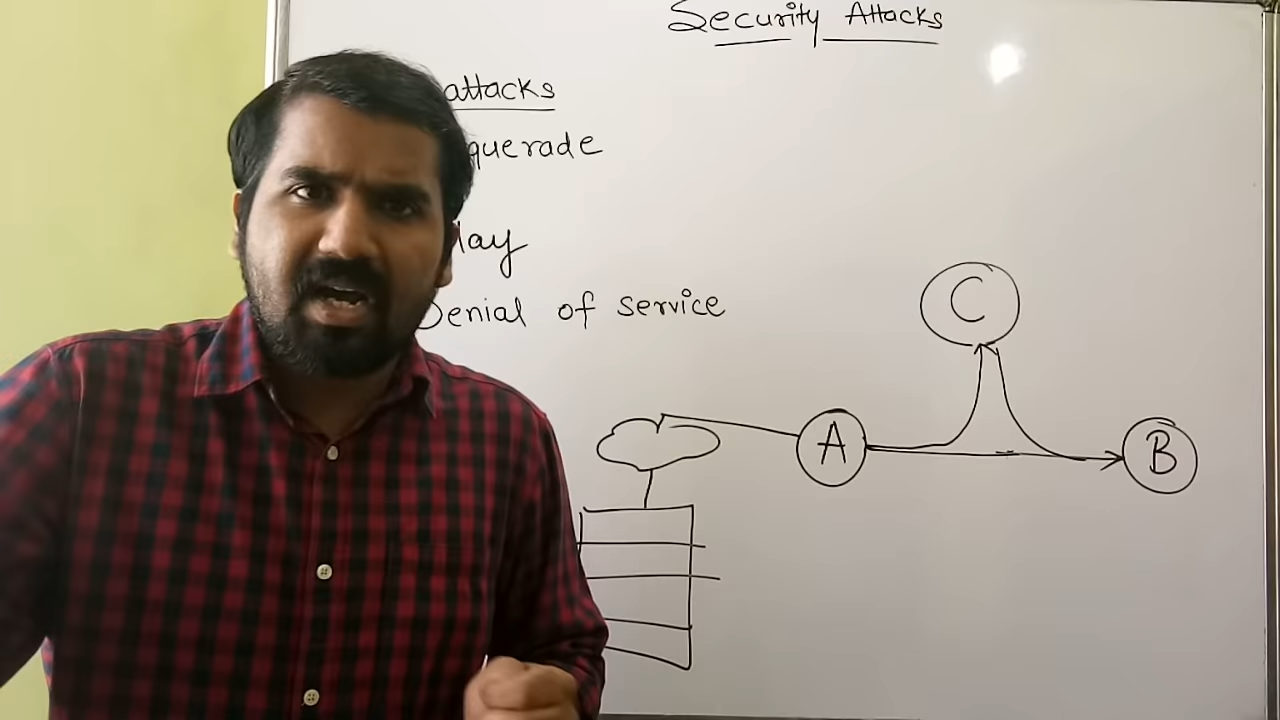 Security Attacks
attacks
querade
lay
Denial of service
C
A
B